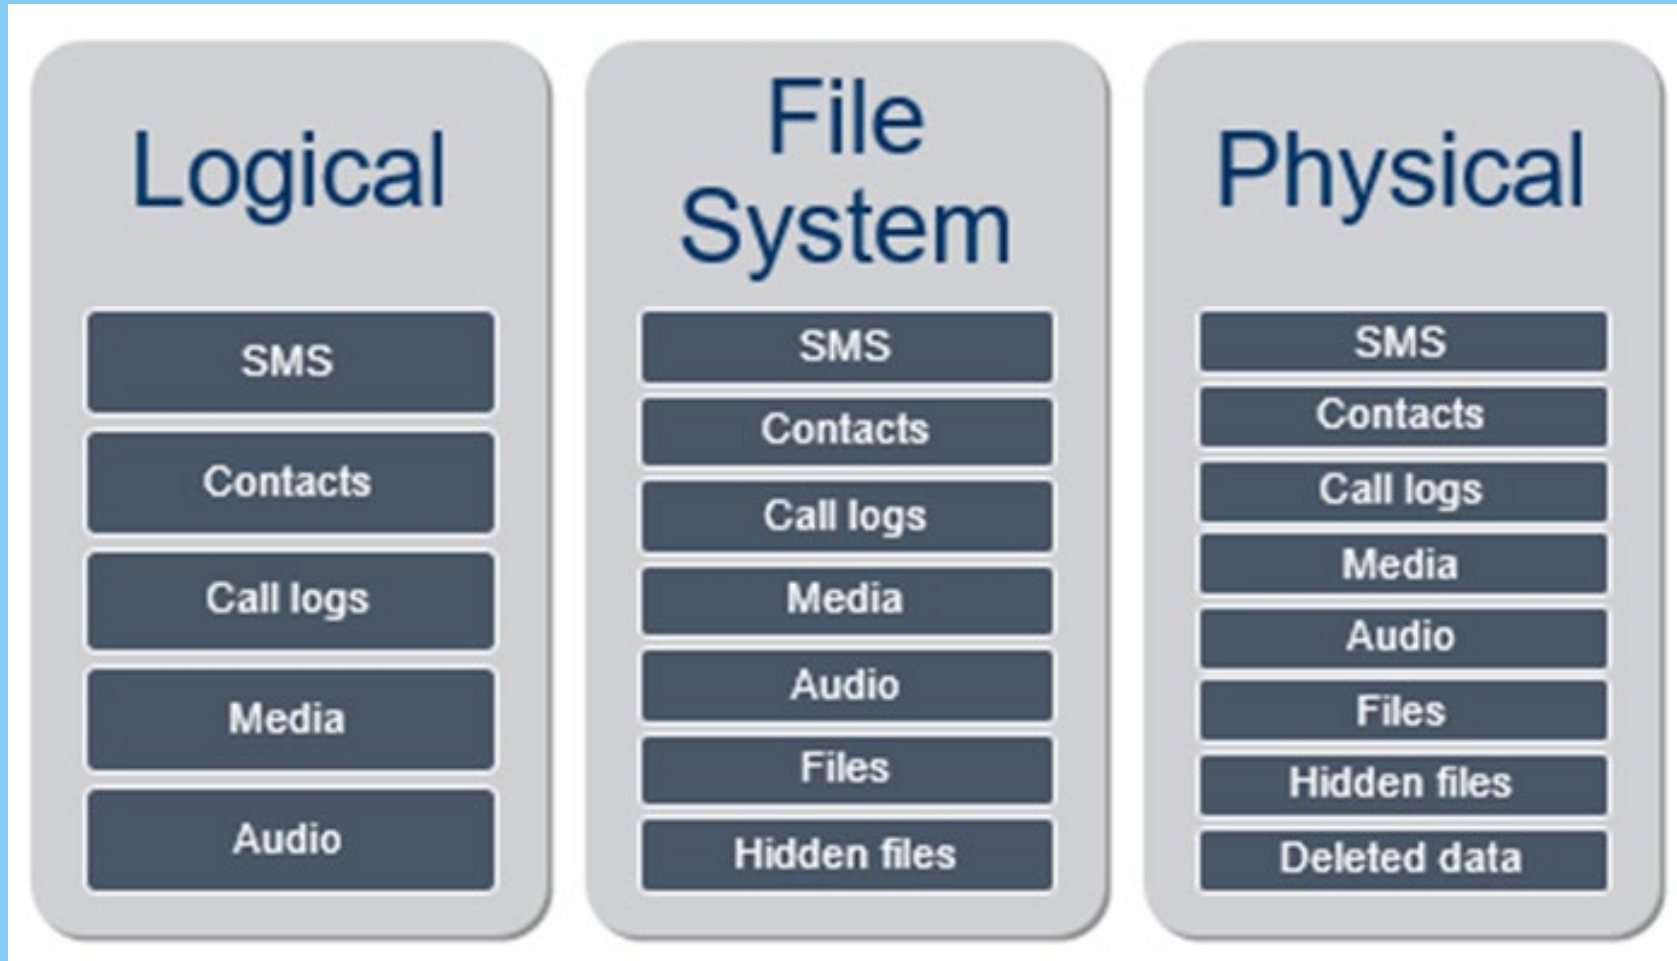 Logical
SMS
Contacts
Call logs
Media
Audio
File
System
SMS
Contacts
Call logs
Media
Audio
Files
Hidden files
Physical
SMS
Contacts
Call logs
Media
Audio
Files
Hidden files
Deleted data